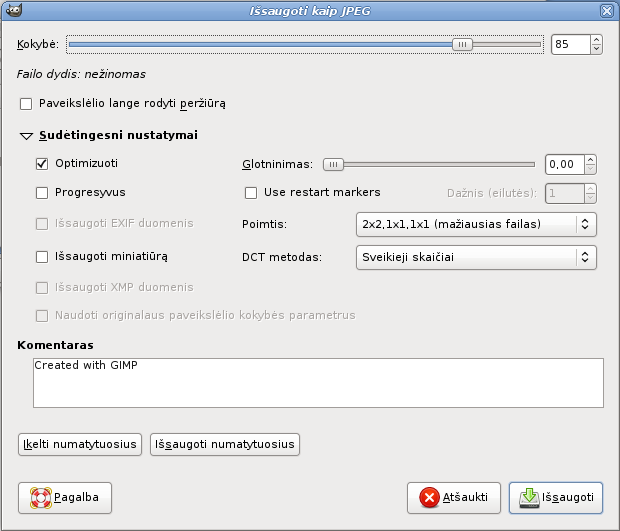 Išsaugoti kaip JPEG
Kokybė: 85
Failo dydis: nežinomas
Paveikslėlio lange rodyti peržiūrą
Sudėtingesni nustatymai
Optimizuoti Glotninimas: 0,00
Progresyvus Use restart markers Dažnis (eilutės): 1
Išsaugoti EXIF duomenis Poimtis: 2x2,1x1,1x1 (mažiausias failas)
Išsaugoti miniatiūrą DCT metodas: Sveikieji skaičiai
Išsaugoti XMP duomenis
Naudoti originalaus paveikslėlio kokybės parametrus
Komentaras
Created with GIMP
Įkelti numatytuosius Išsaugoti numatytuosius
Pagalba Atšaukti Išsaugoti